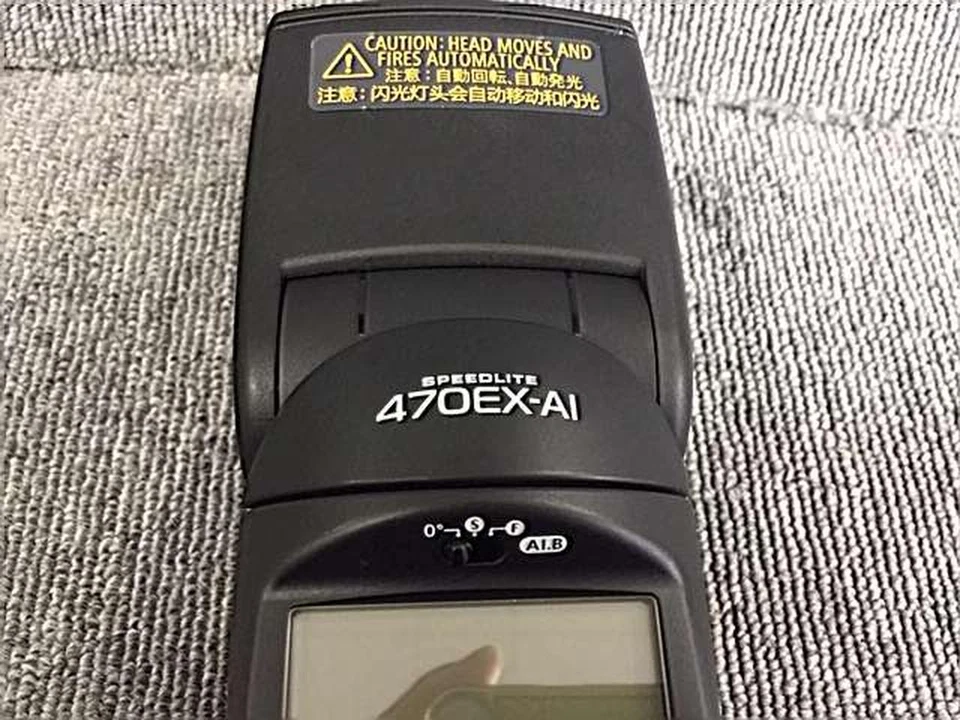 CAUTION: HEAD MOVES AND
FIRES AUTOMATICALLY
注意：自動回転、自動発光
注意：闪光灯头会自动移动和闪光
SPEEDLITE
470EX-AI
0° S F AI.B